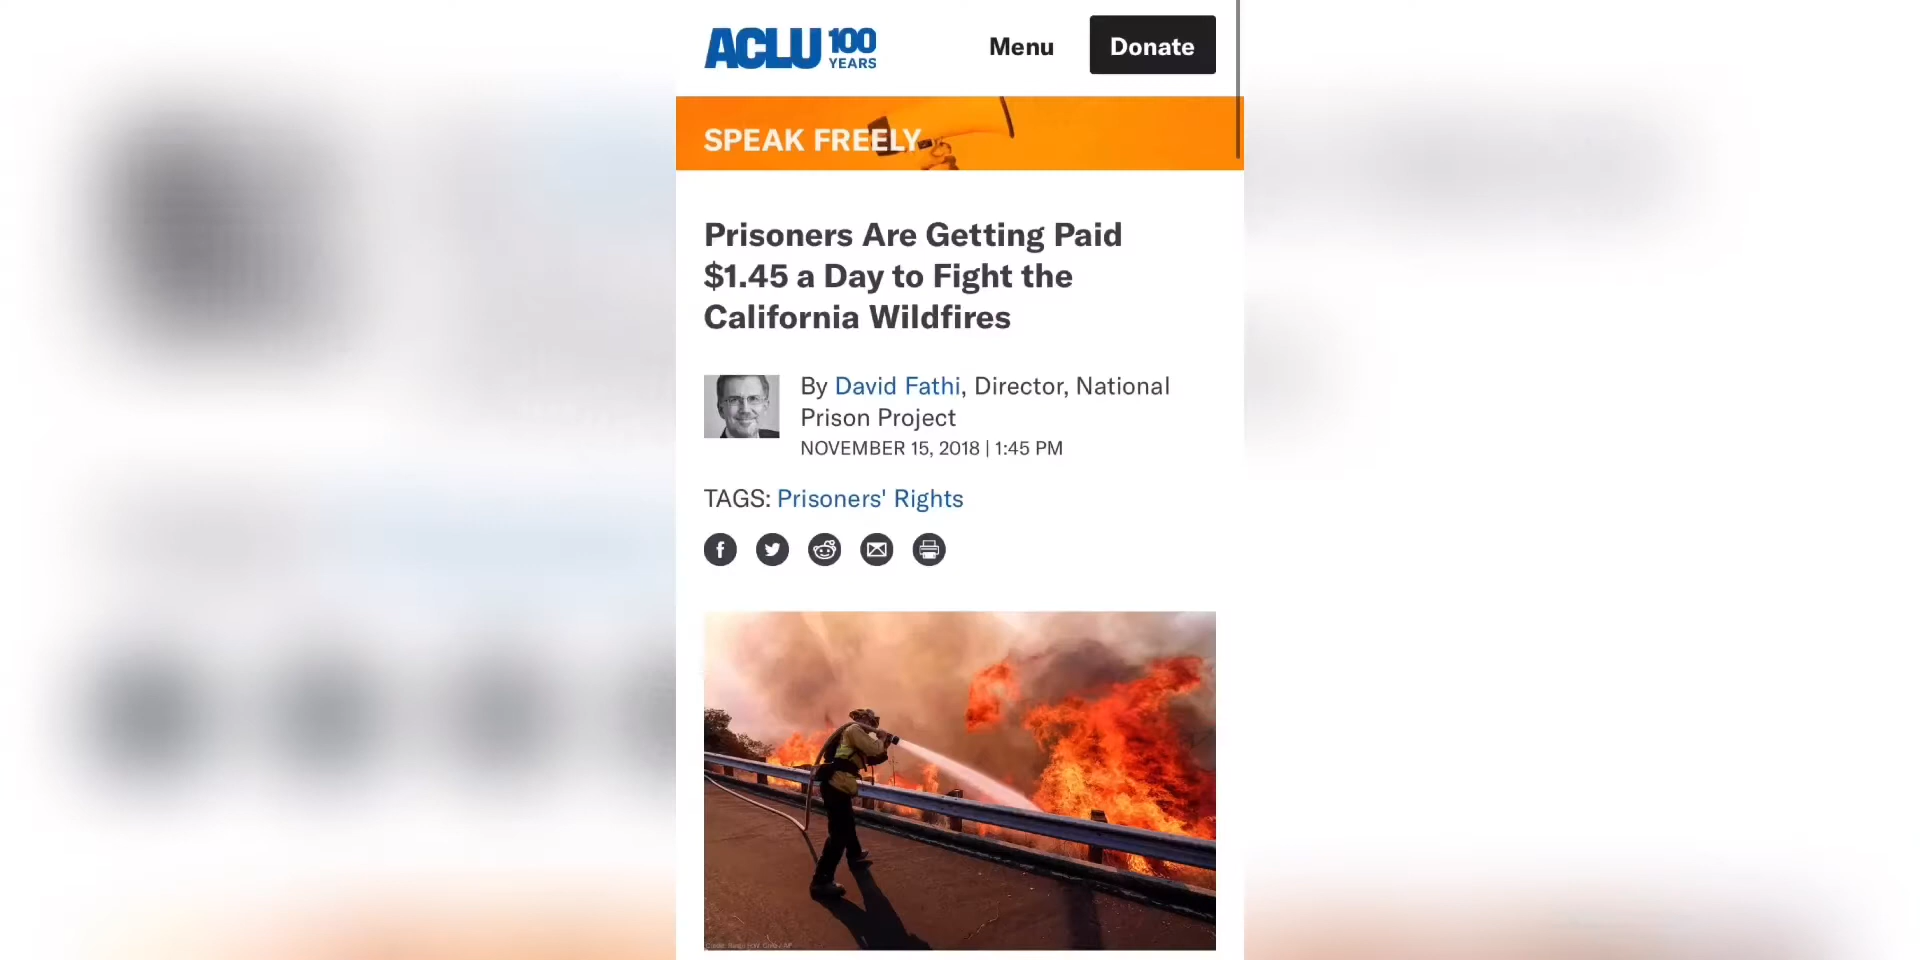 ACLU 100 YEARS
Menu
Donate
SPEAK FREELY
Prisoners Are Getting Paid
$1.45 a Day to Fight the
California Wildfires
By David Fathi, Director, National
Prison Project
NOVEMBER 15, 2018 | 1:45 PM
TAGS: Prisoners' Rights